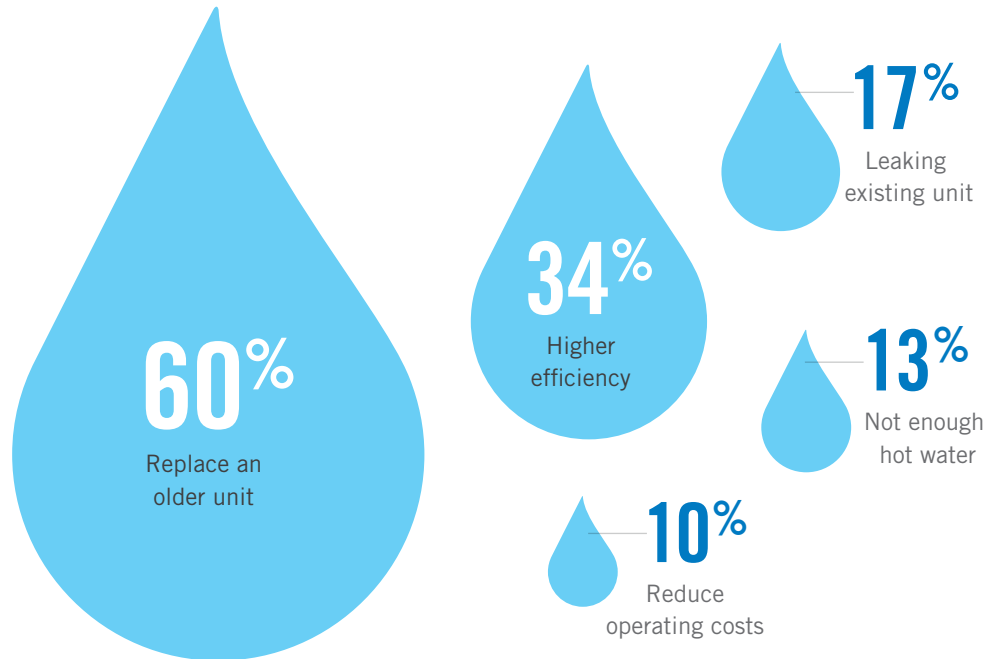 60%
Replace an
older unit
34%
Higher
efficiency
17%
Leaking
existing unit
13%
Not enough
hot water
10%
Reduce
operating costs